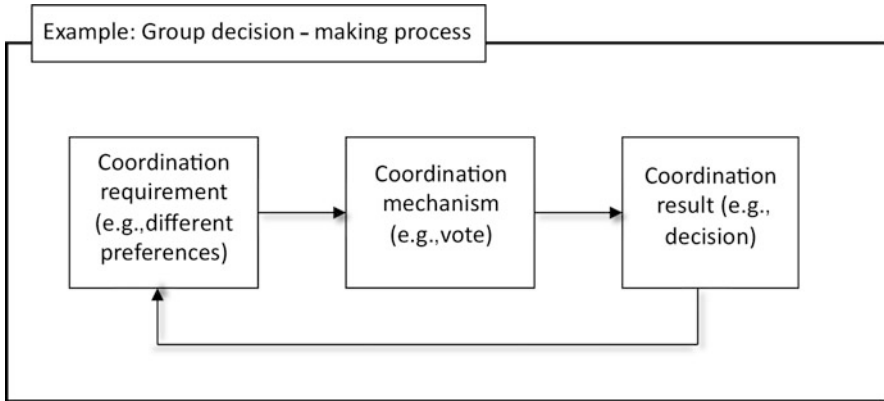 Example: Group decision – making process
Coordination
requirement
(e.g.,different
preferences)
Coordination
mechanism
(e.g.,vote)
Coordination
result (e.g.,
decision)